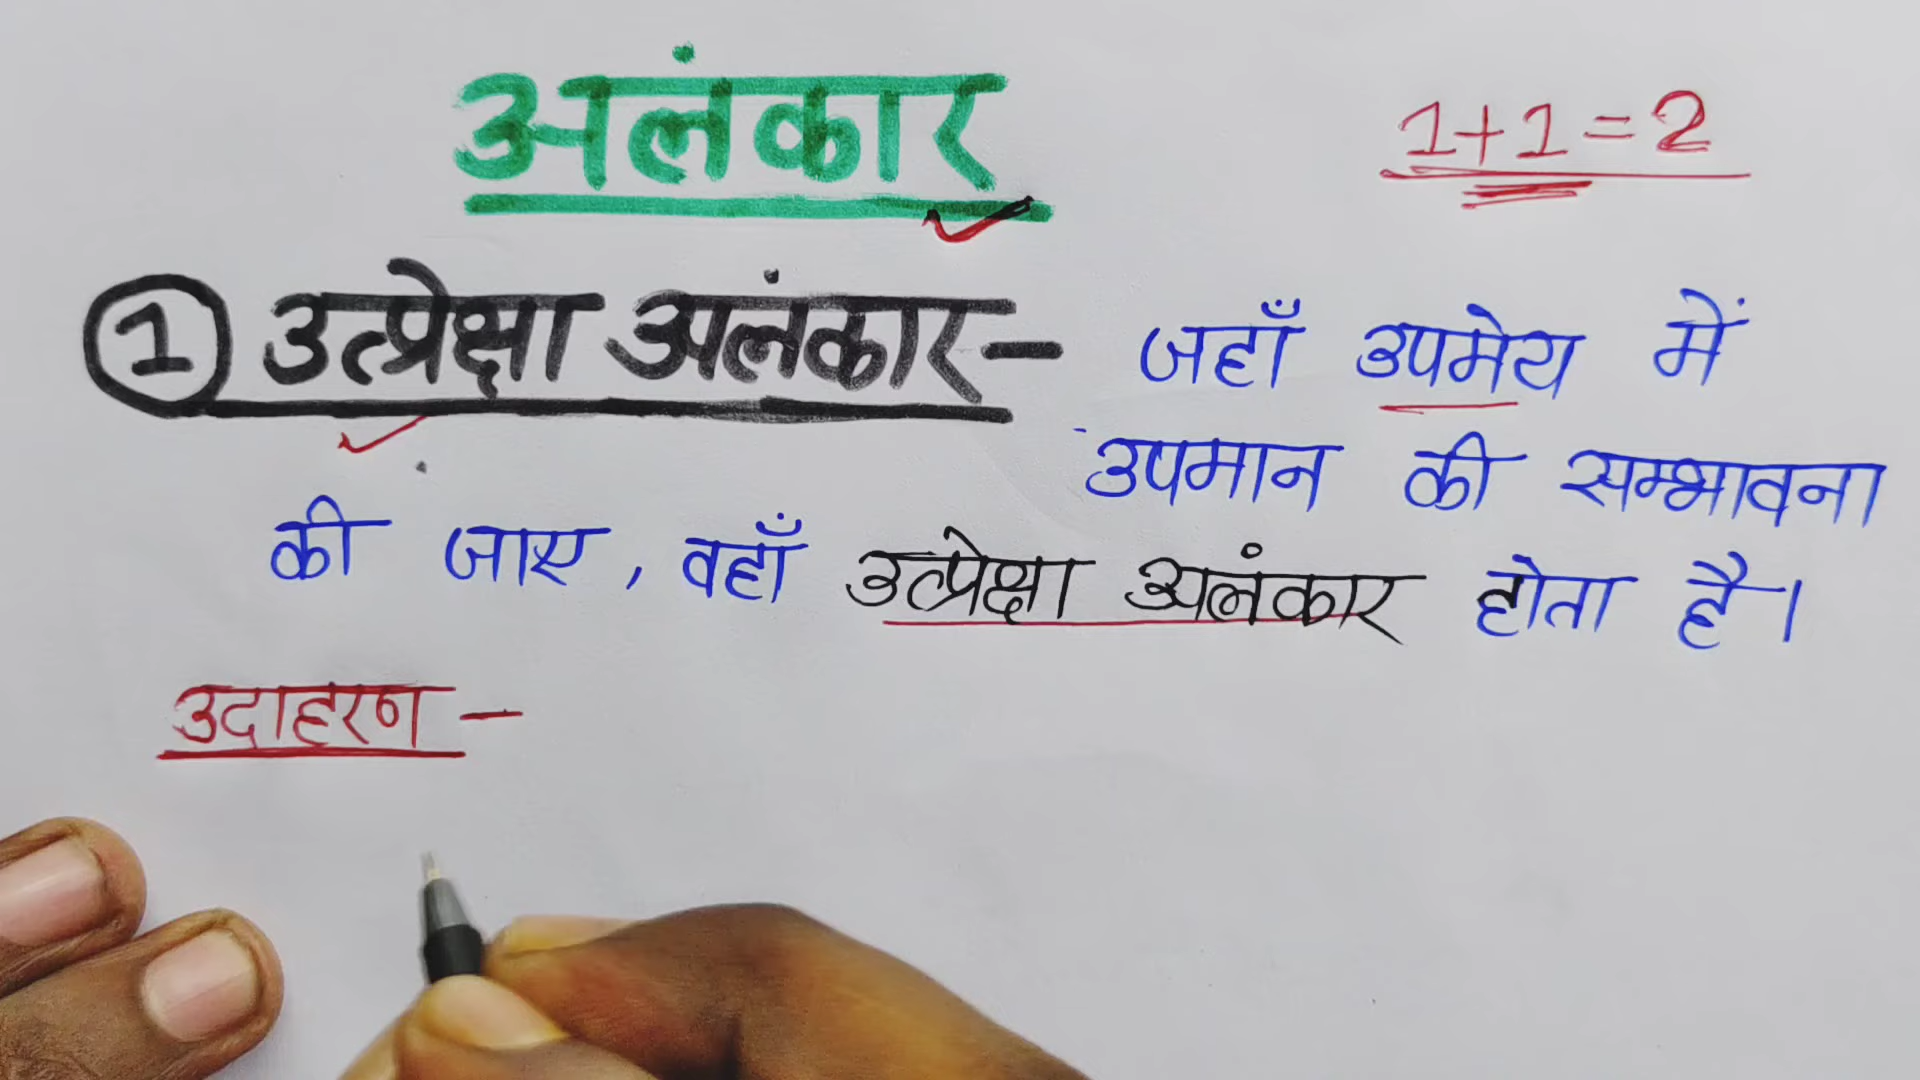 अलंकार
1+1=2
1 उत्प्रेक्षा अलंकार- जहाँ उपमेय में
उपमान की सम्भावना
की जाए, वहाँ उत्प्रेक्षा अलंकार होता है।
उदाहरण -